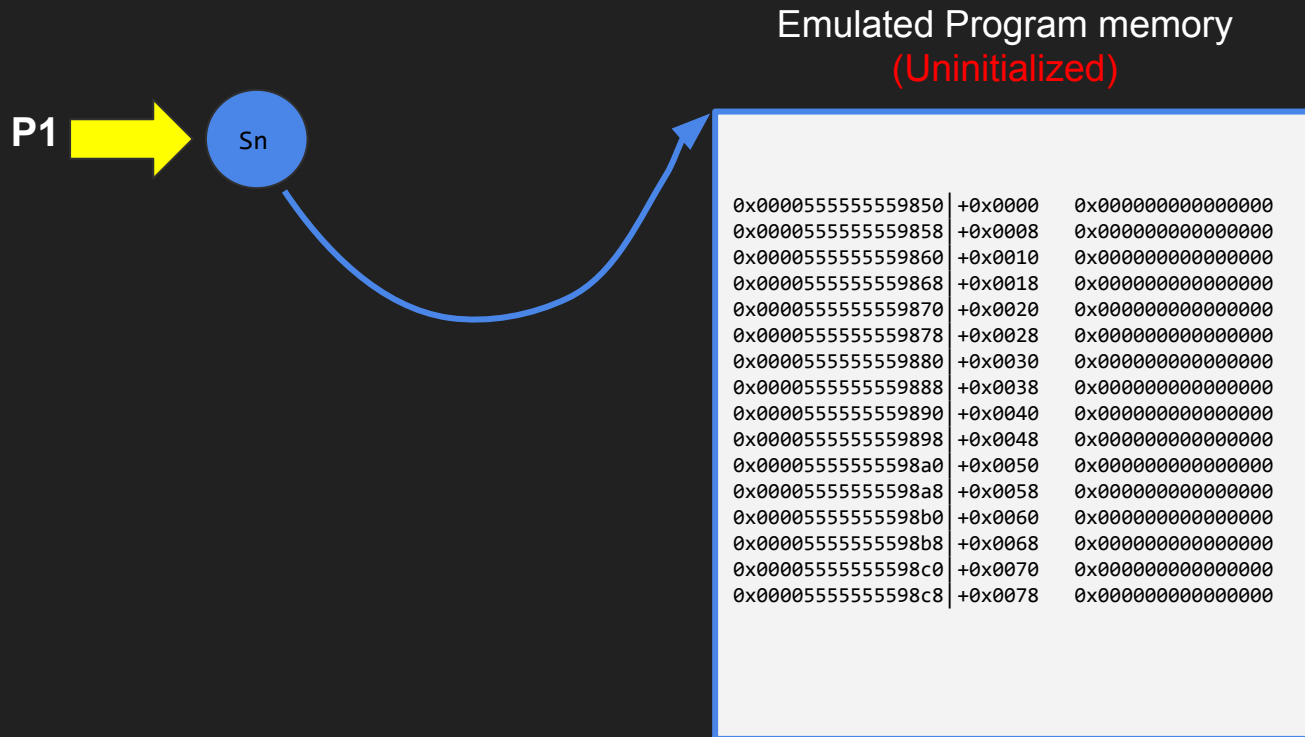 Emulated Program memory
(Uninitialized)
P1
Sn
0x0000555555559850 +0x0000 0x000000000000000
0x0000555555559858 +0x0008 0x000000000000000
0x0000555555559860 +0x0010 0x000000000000000
0x0000555555559868 +0x0018 0x000000000000000
0x0000555555559870 +0x0020 0x000000000000000
0x0000555555559878 +0x0028 0x000000000000000
0x0000555555559880 +0x0030 0x000000000000000
0x0000555555559888 +0x0038 0x000000000000000
0x0000555555559890 +0x0040 0x000000000000000
0x0000555555559898 +0x0048 0x000000000000000
0x00005555555598a0 +0x0050 0x000000000000000
0x00005555555598a8 +0x0058 0x000000000000000
0x00005555555598b0 +0x0060 0x000000000000000
0x00005555555598b8 +0x0068 0x000000000000000
0x00005555555598c0 +0x0070 0x000000000000000
0x00005555555598c8 +0x0078 0x000000000000000